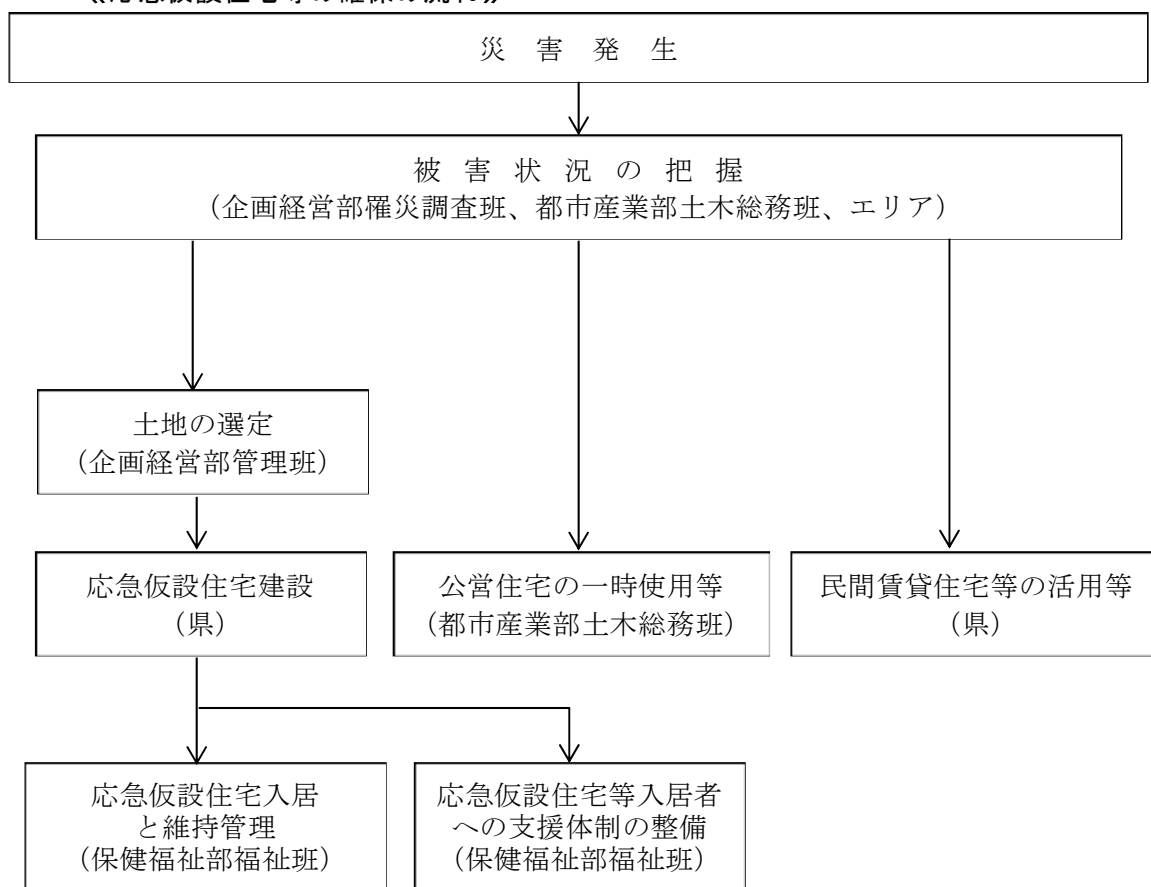 災害発生
被害状況の把握
（企画経営部罹災調査班、都市産業部土木総務班、エリア）
土地の選定
（企画経営部管理班）
応急仮設住宅建設
（県）
公営住宅の一時使用等
（都市産業部土木総務班）
民間賃貸住宅等の活用等
（県）
応急仮設住宅入居
と維持管理
（保健福祉部福祉班）
応急仮設住宅等入居者
への支援体制の整備
（保健福祉部福祉班）